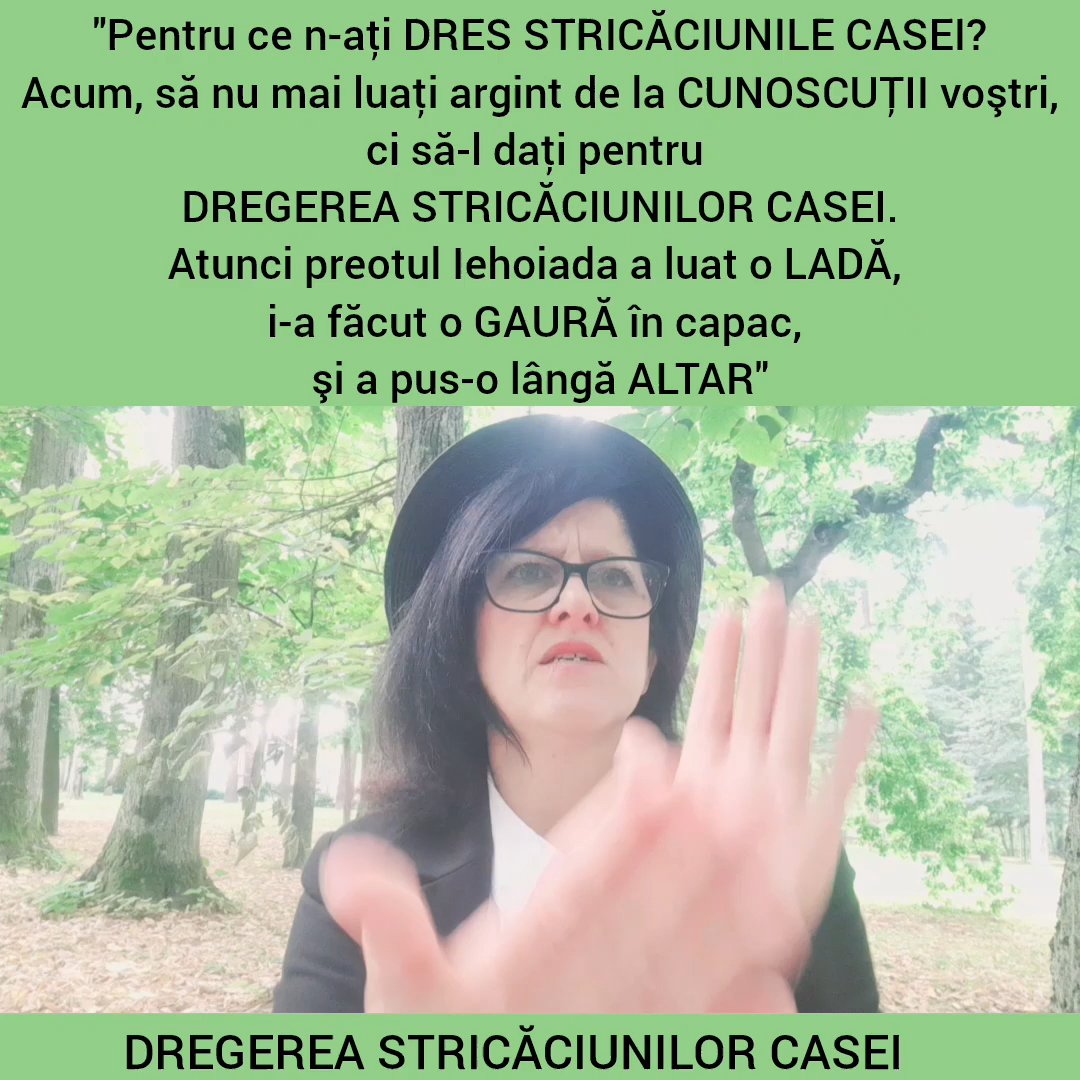 "Pentru ce n-ați DRES STRICĂCIUNILE CASEI?
Acum, să nu mai luați argint de la CUNOSCUȚII voştri,
ci să-l dați pentru
DREGEREA STRICĂCIUNILOR CASEI.
Atunci preotul Iehoiada a luat o LADĂ,
i-a făcut o GAURĂ în capac,
şi a pus-o lângă ALTAR"
DREGEREA STRICĂCIUNILOR CASEI